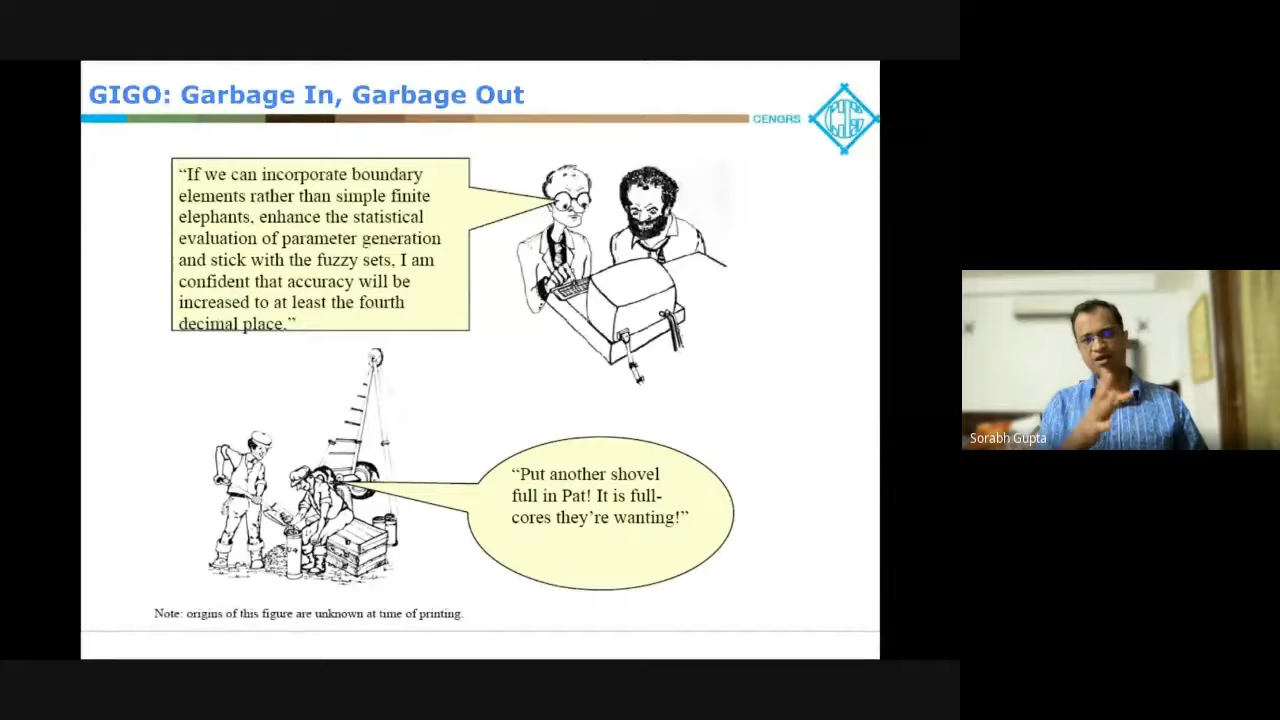 GIGO: Garbage In, Garbage Out
CENGRS
“If we can incorporate boundary
elements rather than simple finite
elephants, enhance the statistical
evaluation of parameter generation
and stick with the fuzzy sets, I am
confident that accuracy will be
increased to at least the fourth
decimal place.”
“Put another shovel
full in Pat! It is full-
cores they’re wanting!”
Note: origins of this figure are unknown at time of printing.
Sorabh Gupta